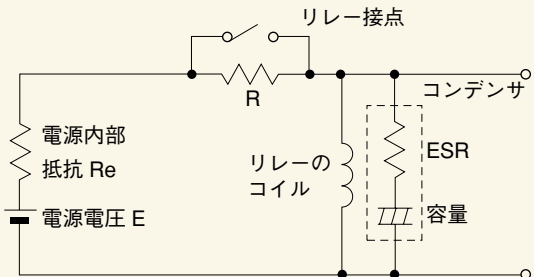 リレー接点
R
コンデンサ
電源内部
抵抗 Re
リレーの
コイル
ESR
電源電圧 E
容量